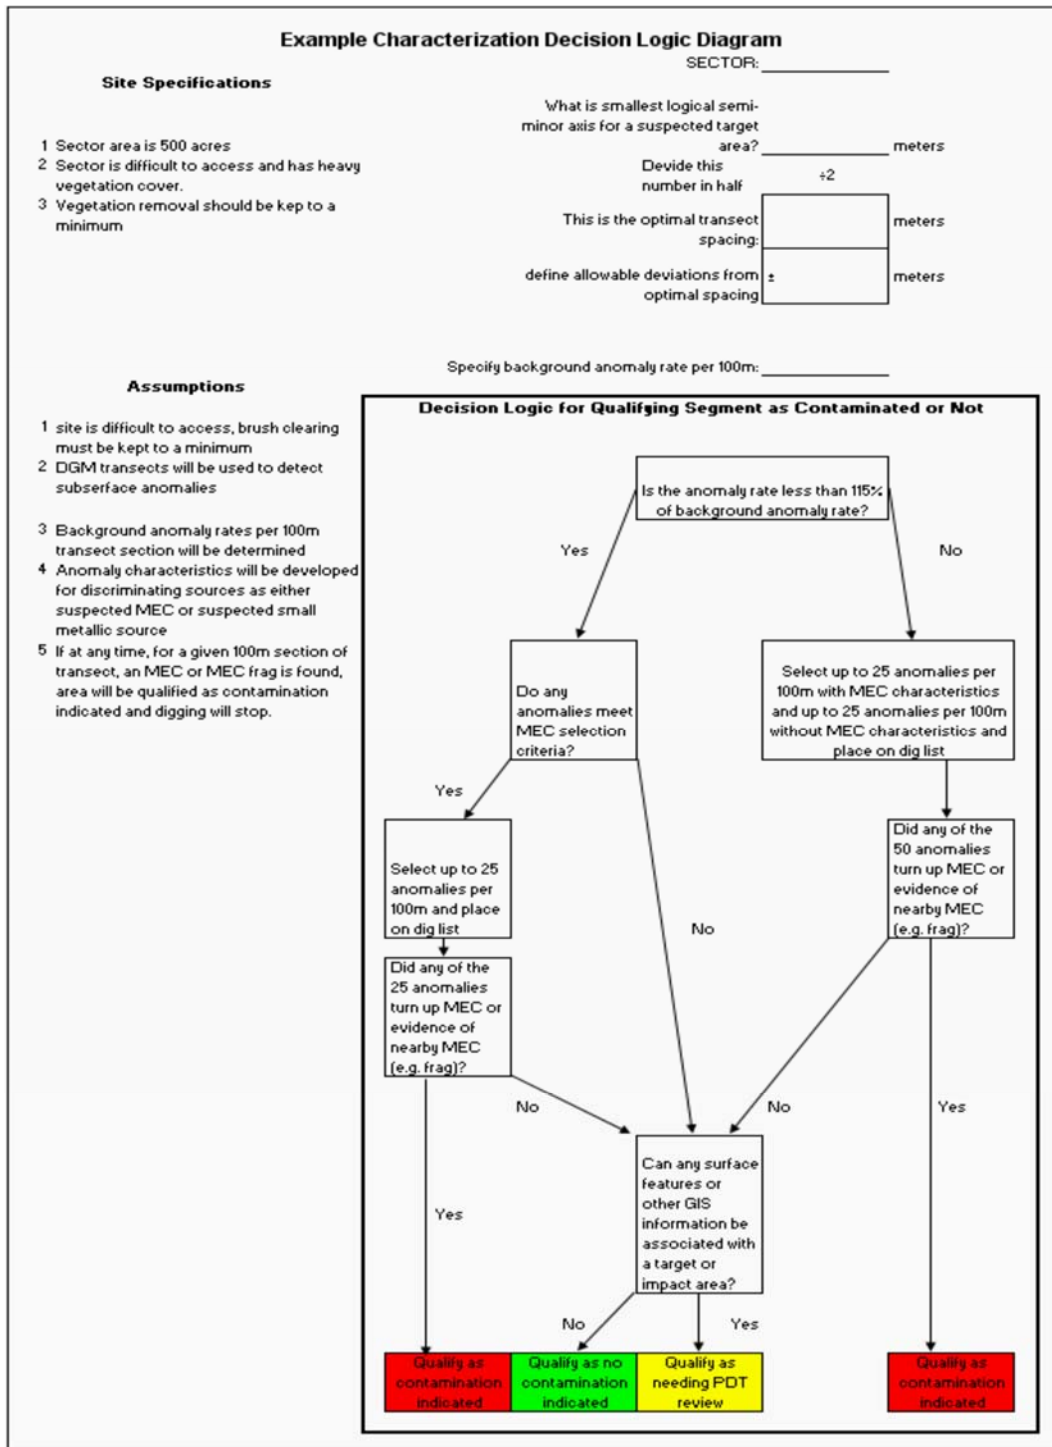 Example Characterization Decision Logic Diagram
SECTOR:
Site Specifications
1 Sector area is 500 acres
2 Sector is difficult to access and has heavy
vegetation cover.
3 Vegetation removal should be kep to a
minimum
What is smallest logical semi-
minor axis for a suspected target
area?
meters
Devide this
number in half
÷2
This is the optimal transect
spacing:
meters
define allowable deviations from
optimal spacing
±
meters
Specify background anomaly rate per 100m:
Assumptions
1 site is difficult to access, brush clearing
must be kept to a minimum
2 DGM transects will be used to detect
subserface anomalies
3 Background anomaly rates per 100m
transect section will be determined
4 Anomaly characteristics will be developed
for discriminating sources as either
suspected MEC or suspected small
metallic source
5 If at any time, for a given 100m section of
transect, an MEC or MEC frag is found,
area will be qualified as contamination
indicated and digging will stop.
Decision Logic for Qualifying Segment as Contaminated or Not
Is the anomaly rate less than 115%
of background anomaly rate?
Yes
No
Do any
anomalies meet
MEC selection
criteria?
Select up to 25 anomalies per
100m with MEC characteristics
and up to 25 anomalies per 100m
without MEC characteristics and
place on dig list
Yes
No
Select up to 25
anomalies per
100m and place
on dig list
Did any of the
50 anomalies
turn up MEC or
evidence of
nearby MEC
(e.g. frag)?
Did any of the
25 anomalies
turn up MEC or
evidence of
nearby MEC
(e.g. frag)?
No
No
Yes
Yes
Can any surface
features or
other GIS
information be
associated with
a target or
impact area?
No
Yes
Qualify as
contamination
indicated
Qualify as no
contamination
indicated
Qualify as
needing PDT
review
Qualify as
contamination
indicated